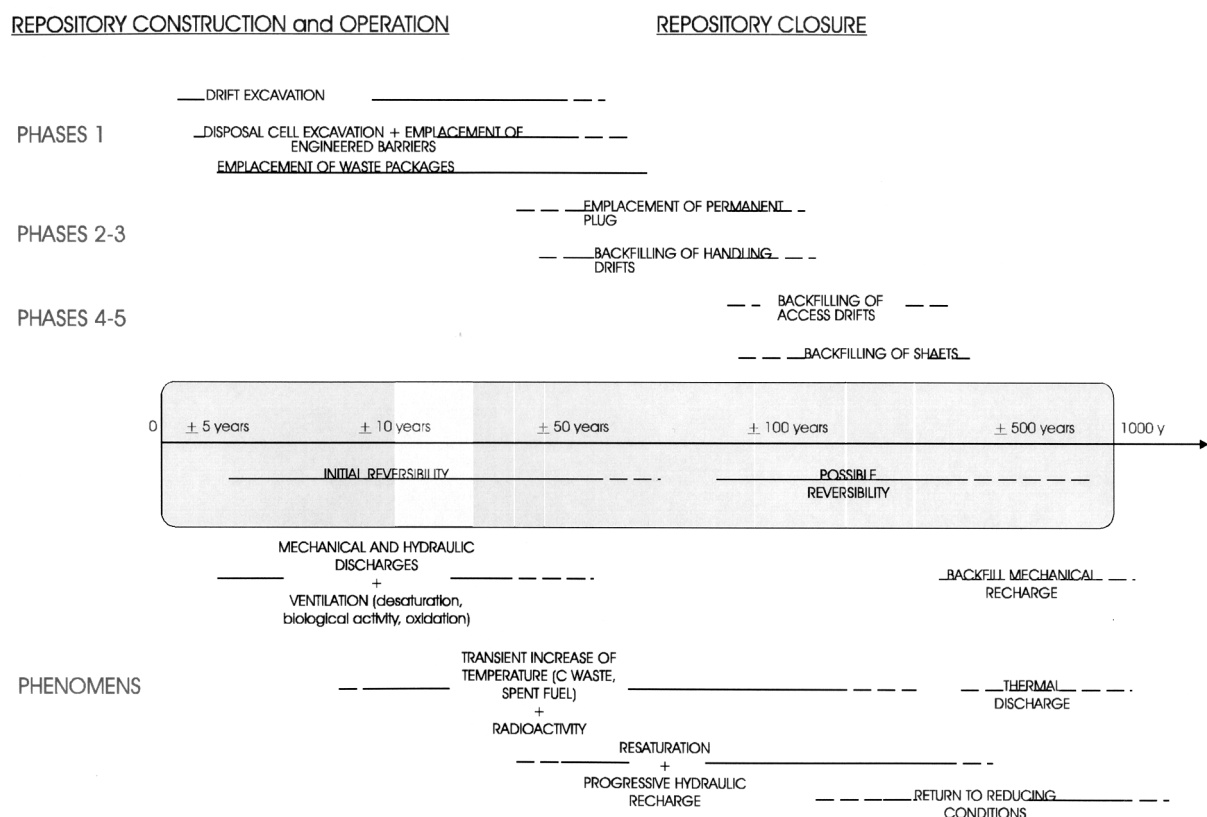 REPOSITORY CONSTRUCTION and OPERATION
REPOSITORY CLOSURE
DRIFT EXCAVATION
PHASES 1
DISPOSAL CELL EXCAVATION + EMPLACEMENT OF
ENGINEERED BARRIERS
EMPLACEMENT OF WASTE PACKAGES
EMPLACEMENT OF PERMANENT
PLUG
PHASES 2-3
BACKFILLING OF HANDLING
DRIFTS
BACKFILLING OF
ACCESS DRIFTS
PHASES 4-5
BACKFILLING OF SHAFTS
0
± 5 years
± 10 years
± 50 years
± 100 years
± 500 years
1000 y
INITIAL REVERSIBILITY
POSSIBLE
REVERSIBILITY
MECHANICAL AND HYDRAULIC
DISCHARGES
+
VENTILATION (desaturation,
biological activity, oxidation)
BACKFILL MECHANICAL
RECHARGE
PHENOMENS
TRANSIENT INCREASE OF
TEMPERATURE (C WASTE,
SPENT FUEL)
+
RADIOACTIVITY
THERMAL
DISCHARGE
RESATURATION
+
PROGRESSIVE HYDRAULIC
RECHARGE
RETURN TO REDUCING
CONDITIONS